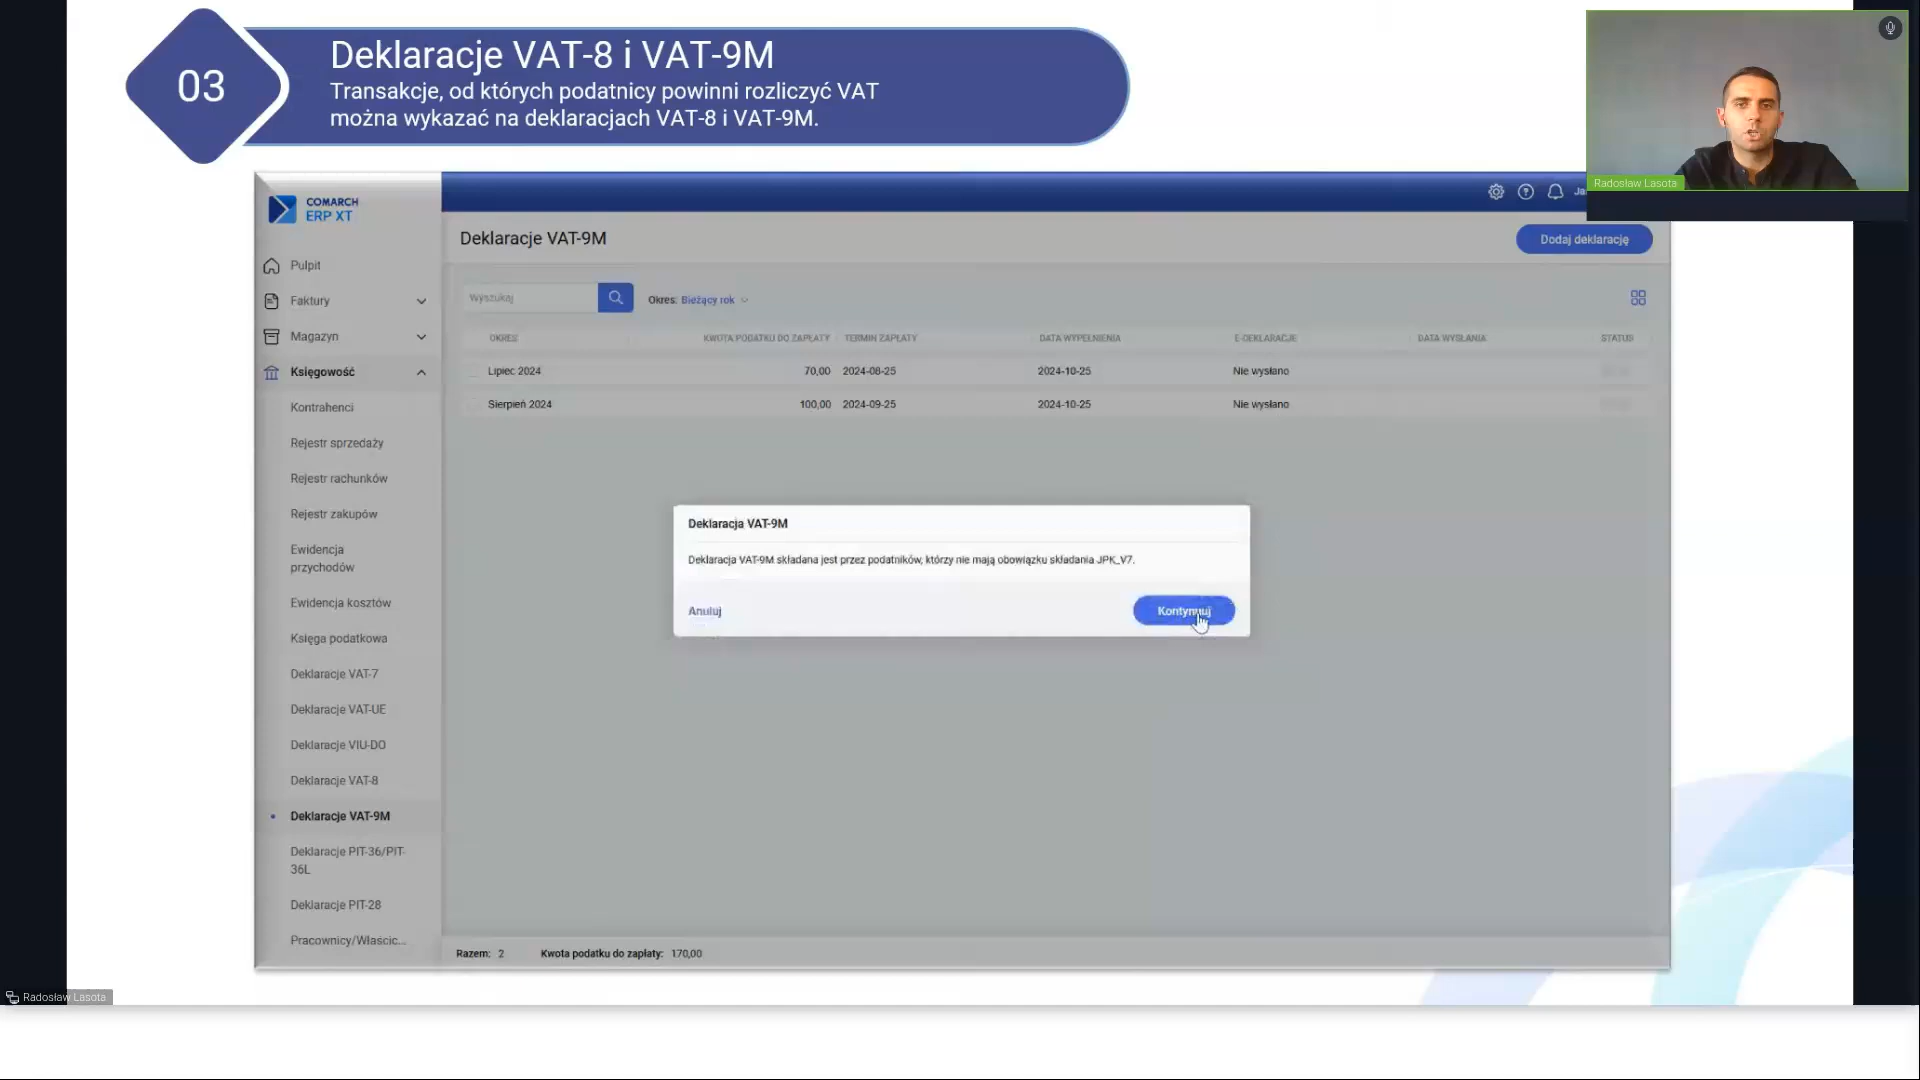 03
Deklaracje VAT-8 i VAT-9M
Transakcje, od których podatnicy powinni rozliczyć VAT
można wykazać na deklaracjach VAT-8 i VAT-9M.
Radosław Lasota
COMARCH
ERP XT
Deklaracje VAT-9M
Dodaj deklarację
Pulpit
Faktury
Magazyn
Księgowość
Kontrahenci
Rejestr sprzedaży
Rejestr rachunków
Rejestr zakupów
Ewidencja
przychodów
Ewidencja kosztów
Księga podatkowa
Deklaracje VAT-7
Deklaracje VAT-UE
Deklaracje VIU-DO
Deklaracje VAT-8
Deklaracje VAT-9M
Deklaracje PIT-36/PIT-
36L
Deklaracje PIT-28
Pracownicy/Właścic...
Wyszukaj
Okres: Bieżący rok
OKRES KWOTA PODATKU DO ZAPŁATY TERMIN ZAPŁATY DATA WYPEŁNIENIA E-DEKLARACJE DATA WYSŁANIA STATUS
Lipiec 2024 70,00 2024-08-25 2024-10-25 Nie wysłano
Sierpień 2024 100,00 2024-09-25 2024-10-25 Nie wysłano
Deklaracja VAT-9M
Deklaracja VAT-9M składana jest przez podatników, którzy nie mają obowiązku składania JPK_V7.
Anuluj
Kontynuuj
Razem: 2 Kwota podatku do zapłaty: 170,00
Radosław Lasota